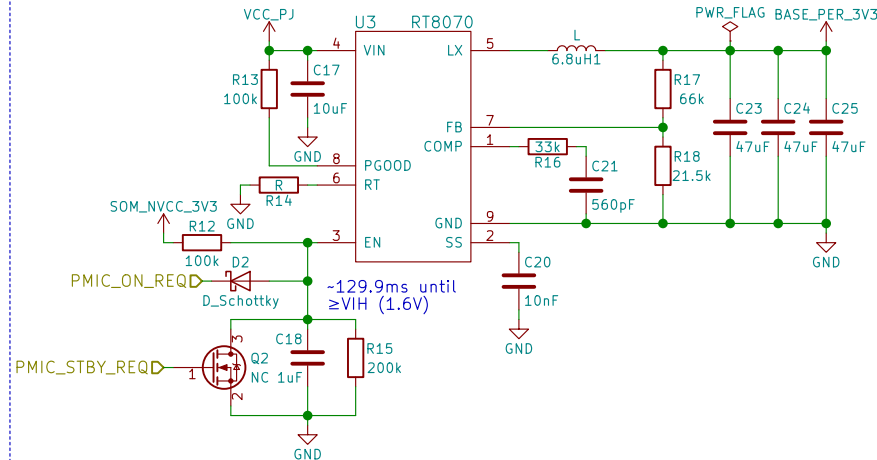 VCC_PJ
U3
RT8070
PWR_FLAG
BASE_PER_3V3
4
VIN
LX
5
L
6.8uH1
R13
100k
C17
10uF
GND
R17
66k
C23
47uF
C24
47uF
C25
47uF
FB
7
COMP
1
33k
R16
C21
560pF
R18
21.5k
8
PGOOD
6
RT
R
R14
GND
SOM_NVCC_3V3
R12
100k
3
EN
GND
9
SS
2
GND
C20
10nF
GND
PMIC_ON_REQ
D2
D_Schottky
~129.9ms until
≥VIH (1.6V)
PMIC_STBY_REQ
1
3
2
Q2
NC
C18
1uF
R15
200k
GND